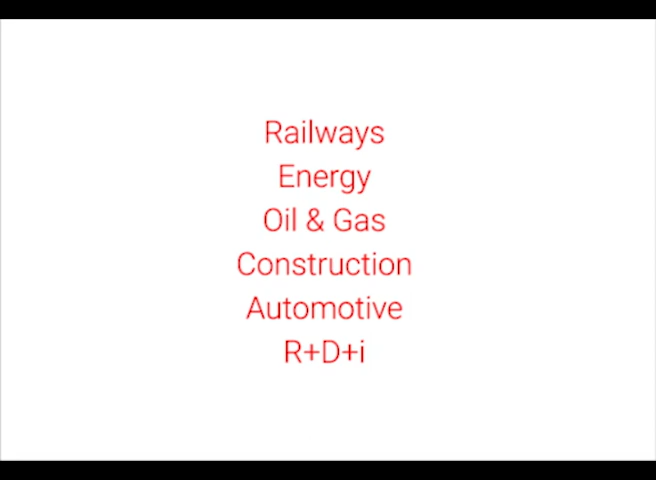 Railways
Energy
Oil & Gas
Construction
Automotive
R+D+i